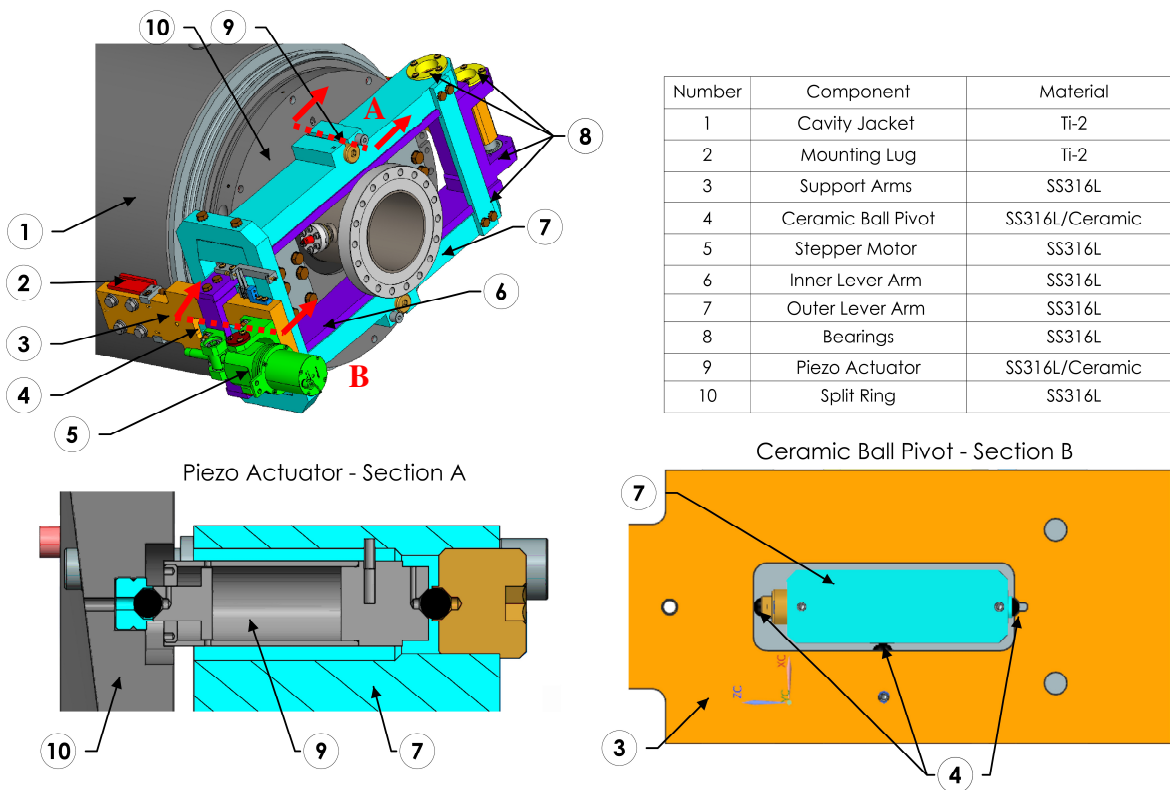 10
9
A
8
1
7
2
6
3
4
B
5
Number Component Material
1 Cavity Jacket Ti-2
2 Mounting Lug Ti-2
3 Support Arms SS316L
4 Ceramic Ball Pivot SS316L/Ceramic
5 Stepper Motor SS316L
6 Inner Lever Arm SS316L
7 Outer Lever Arm SS316L
8 Bearings SS316L
9 Piezo Actuator SS316L/Ceramic
10 Split Ring SS316L
Piezo Actuator - Section A
10
9
7
Ceramic Ball Pivot - Section B
7
XC
ZC
YC
3
4